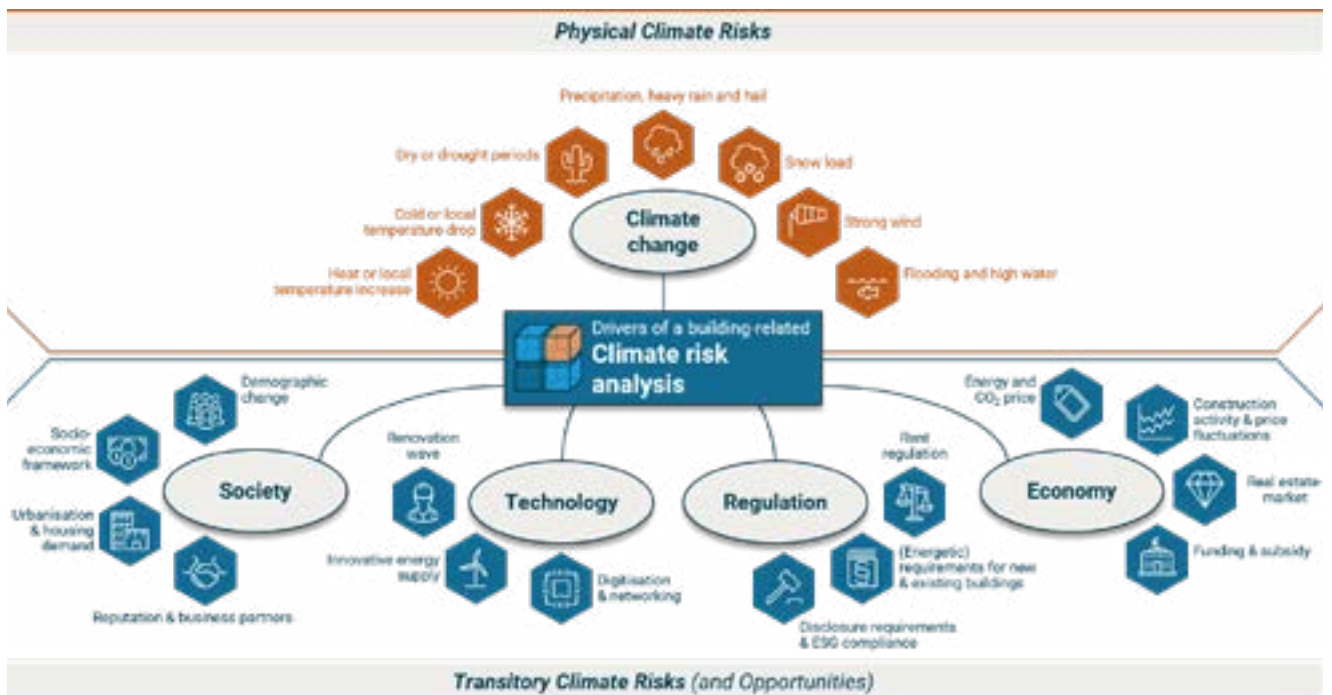 Physical Climate Risks
Precipitation, heavy rain and hail
Dry or drought periods
Snow load
Cold or local
temperature drop
Climate
change
Strong wind
Heat or local
temperature increase
Flooding and high water
Drivers of a building-related
Climate risk
analysis
Demographic
change
Socio-
economic
framework
Society
Urbanisation
& housing
demand
Reputation & business partners
Renovation
wave
Technology
Innovative energy
supply
Digitisation
& networking
Rent
regulation
Regulation
(Energetic)
requirements for new
& existing buildings
Disclosure requirements
& ESG compliance
Energy and
CO₂ price
Construction
activity & price
fluctuations
Economy
Real estate-
market
Funding & subsidy
Transitory Climate Risks (and Opportunities)